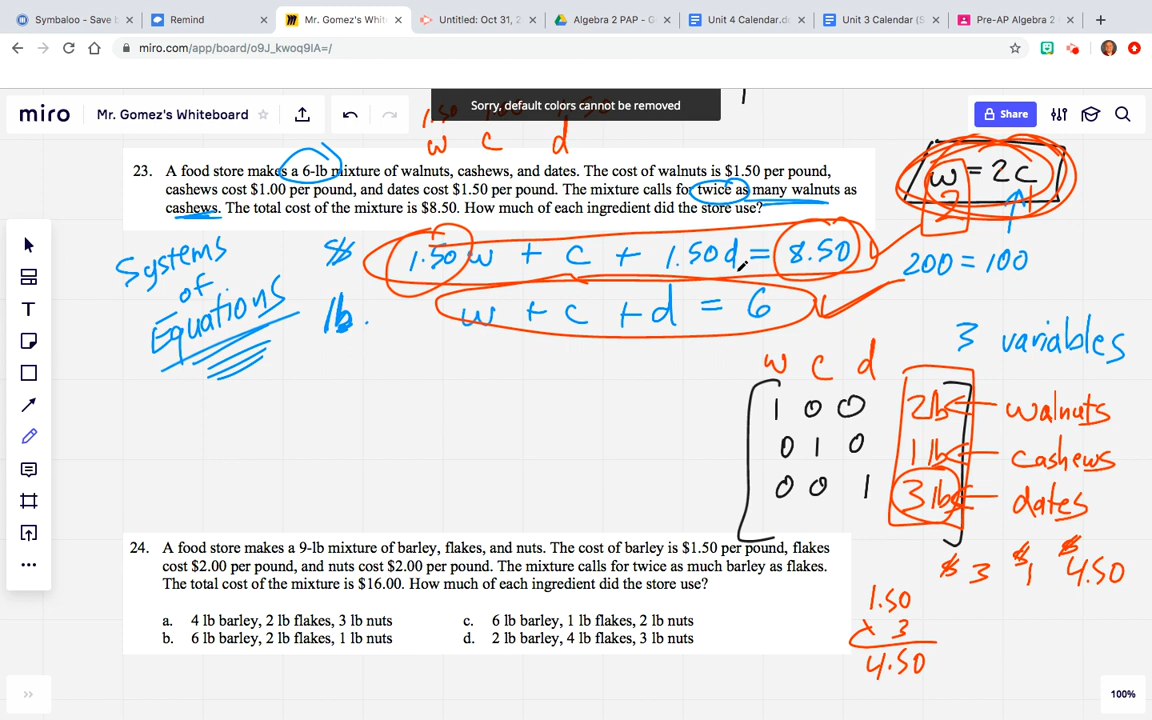 Symbaloo - Save b
Remind
Mr. Gomez's Whit
Untitled: Oct 31, 2
Algebra 2 PAP - G
Unit 4 Calendar.dc
Unit 3 Calendar (S
Pre-AP Algebra 2
miro.com/app/board/o9J_kwoq9IA=/
miro
Mr. Gomez's Whiteboard
Sorry, default colors cannot be removed
Share
w c d
23. A food store makes a 6-lb mixture of walnuts, cashews, and dates. The cost of walnuts is $1.50 per pound,
cashews cost $1.00 per pound, and dates cost $1.50 per pound. The mixture calls for twice as many walnuts as
cashews. The total cost of the mixture is $8.50. How much of each ingredient did the store use?
w = 2c
2 1
200 = 100
Systems
of
Equations
$ 1.50w + c + 1.50d = 8.50
lb. w + c + d = 6
3 variables
w c d
1 0 0 2lbs walnuts
0 1 0 1lbs cashews
0 0 1 3lbs dates
$3 $1 $4.50
1.50
x 3
4.50
24. A food store makes a 9-lb mixture of barley, flakes, and nuts. The cost of barley is $1.50 per pound, flakes
cost $2.00 per pound, and nuts cost $2.00 per pound. The mixture calls for twice as much barley as flakes.
The total cost of the mixture is $16.00. How much of each ingredient did the store use?
a. 4 lb barley, 2 lb flakes, 3 lb nuts
c. 6 lb barley, 1 lb flakes, 2 lb nuts
b. 6 lb barley, 2 lb flakes, 1 lb nuts
d. 2 lb barley, 4 lb flakes, 3 lb nuts
100%